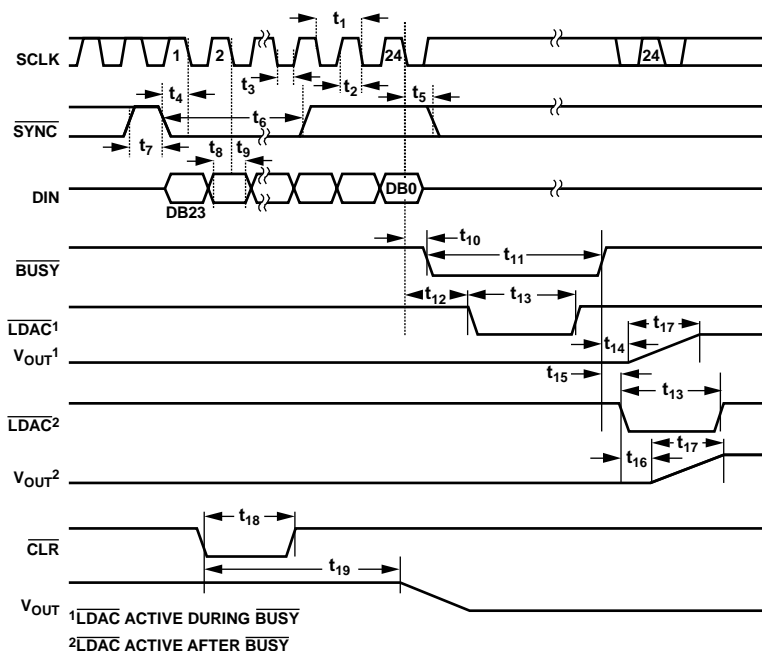 t1
SCLK 1 2 24 24
t3 t2
t4 t5
SYNC t6
t7 t8 t9
DIN DB0
DB23
t10
BUSY t11
t12 t13
LDAC1 t17
VOUT1 t14
t15 t13
LDAC2 t17
t16
VOUT2
t18
CLR
t19
VOUT
1LDAC ACTIVE DURING BUSY
2LDAC ACTIVE AFTER BUSY